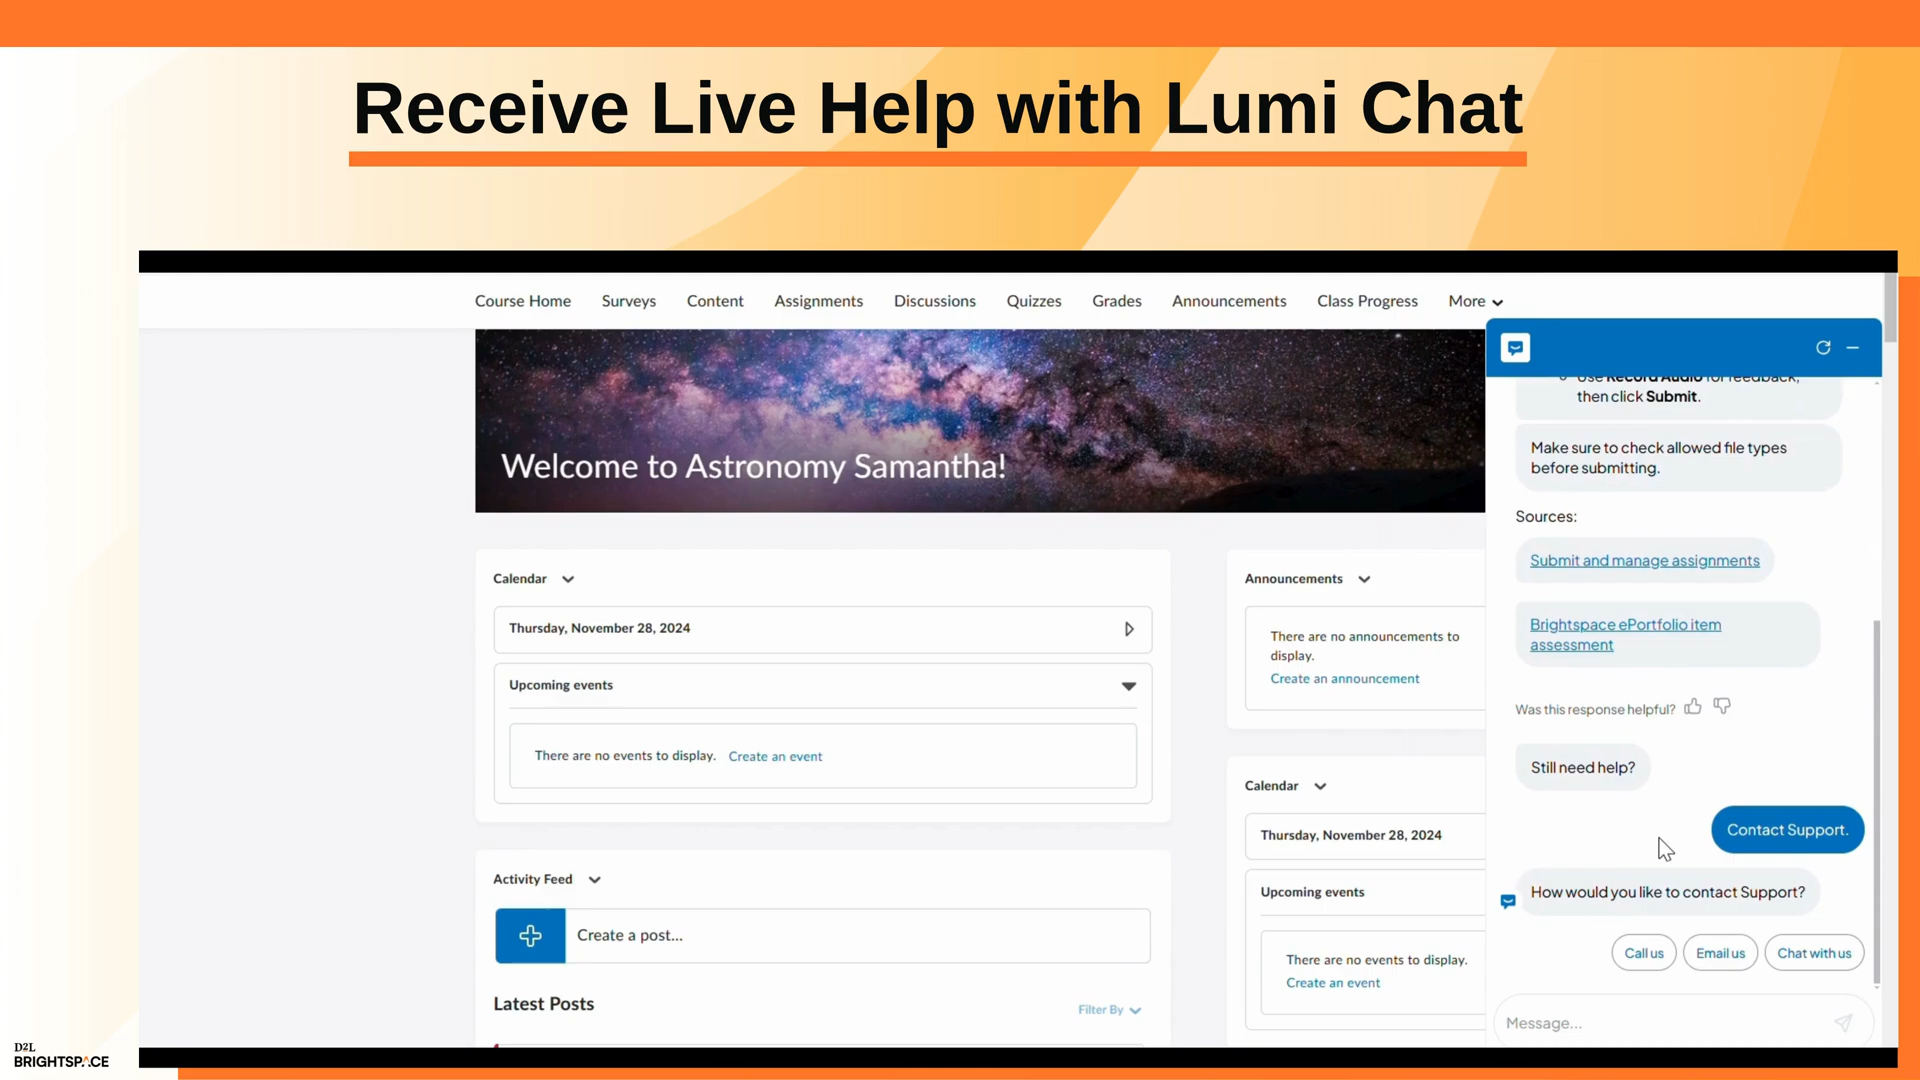 Receive Live Help with Lumi Chat
Course Home Surveys Content Assignments Discussions Quizzes Grades Announcements Class Progress More
Welcome to Astronomy Samantha!
Calendar
Thursday, November 28, 2024
Upcoming events
There are no events to display. Create an event
Activity Feed
Create a post...
Latest Posts
Filter By
Announcements
There are no announcements to
display.
Create an announcement
Calendar
Thursday, November 28, 2024
Upcoming events
There are no events to display.
Create an event
Use Record Audio for feedback,
then click Submit.
Make sure to check allowed file types
before submitting.
Sources:
Submit and manage assignments
Brightspace ePortfolio item
assessment
Was this response helpful?
Still need help?
Contact Support.
How would you like to contact Support?
Call us Email us Chat with us
Message...
D2L
BRIGHTSPACE